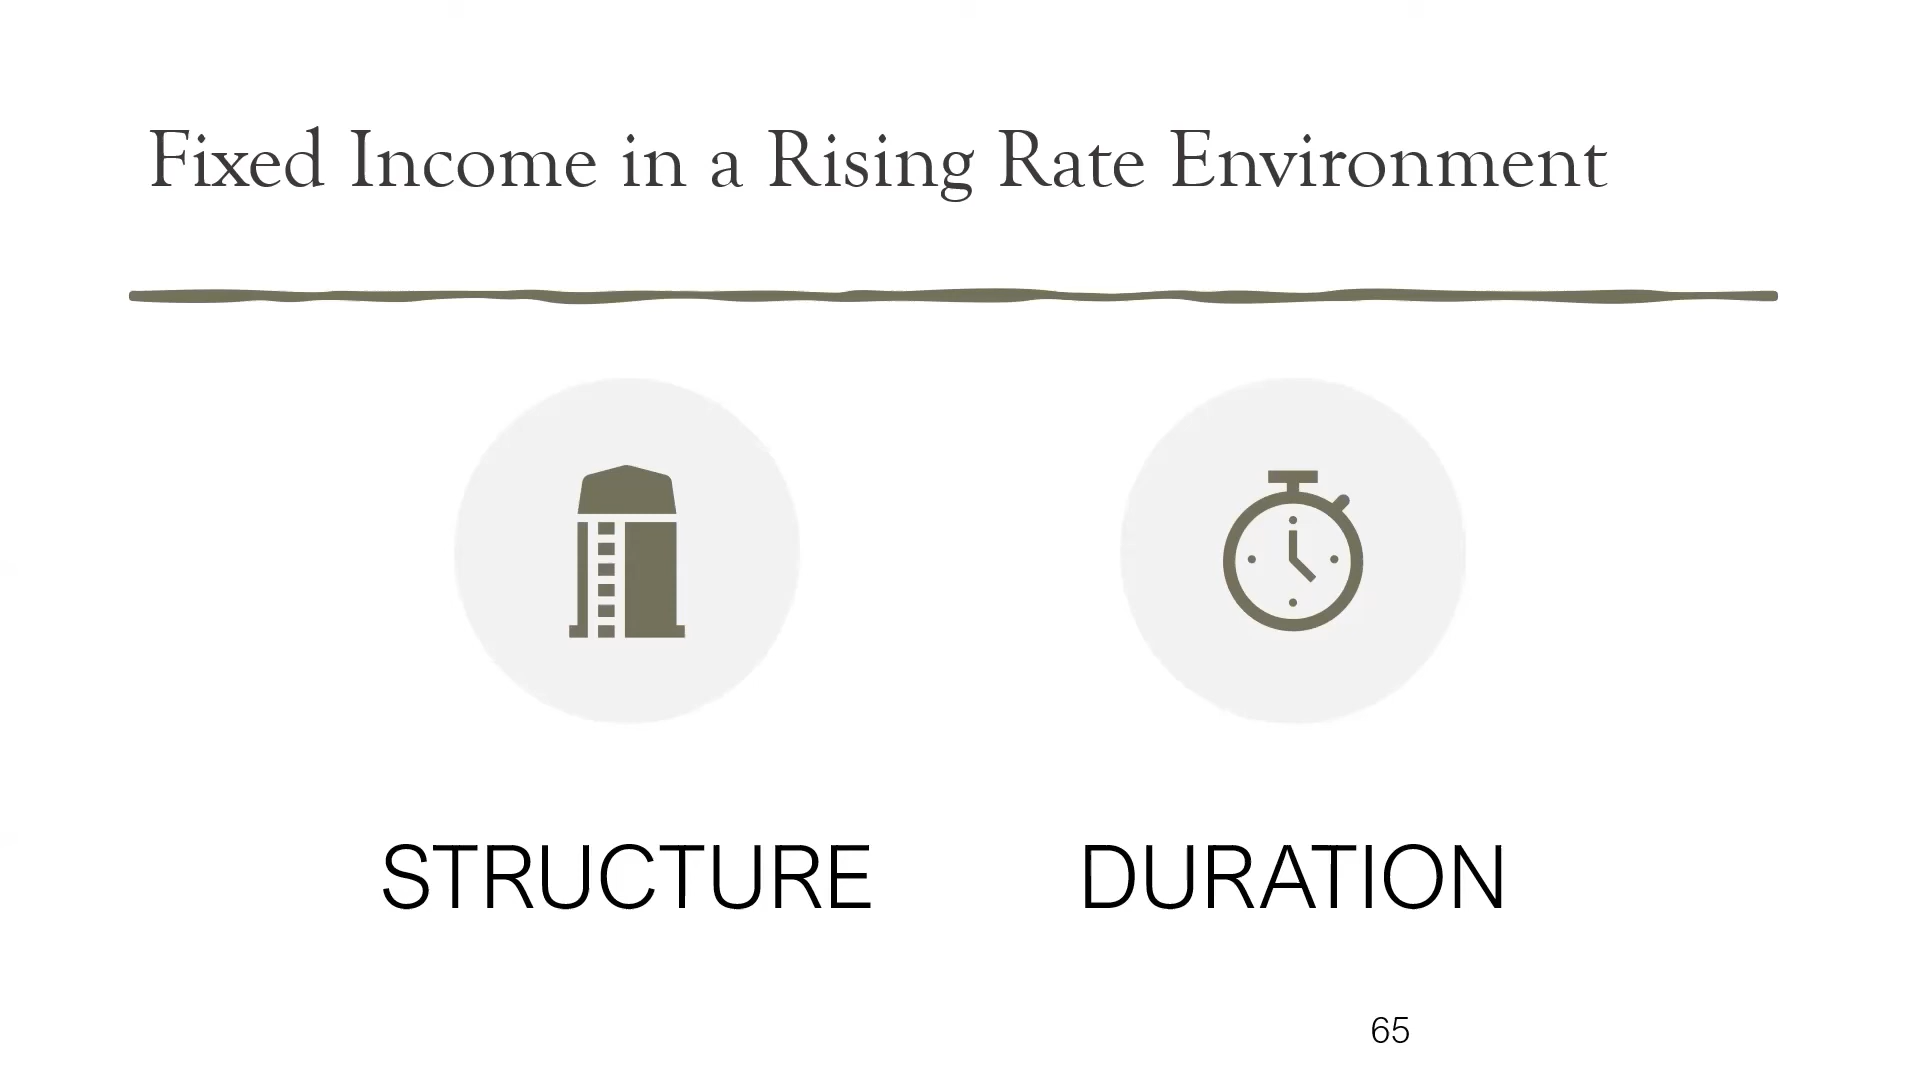 Fixed Income in a Rising Rate Environment
STRUCTURE
DURATION
65